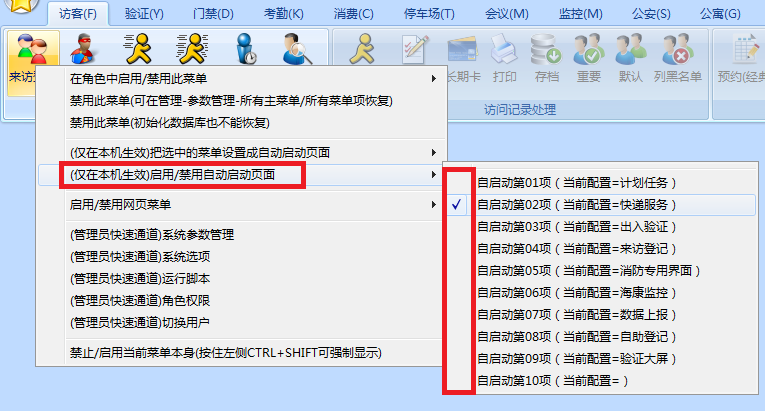 访客(F)
验证(Y)
门禁(D)
考勤(K)
消费(C)
停车场(T)
会议(M)
监控(M)
公安(S)
公寓(G)
来访
长期卡
打印
存档
重要
默认
列黑名单
预约(经典
访问记录处理
在角色中启用/禁用此菜单
禁用此菜单(可在管理-参数管理-所有主菜单/所有菜单项恢复)
禁用此菜单(初始化数据库也不能恢复)
(仅在本机生效)把选中的菜单设置成自动启动页面
(仅在本机生效)启用/禁用自动启动页面
启用/禁用网页菜单
(管理员快速通道)系统参数管理
(管理员快速通道)系统选项
(管理员快速通道)运行脚本
(管理员快速通道)角色权限
(管理员快速通道)切换用户
禁止/启用当前菜单本身(按住左侧CTRL+SHIFT可强制显示)
自启动第01项（当前配置=计划任务）
自启动第02项（当前配置=快递服务）
自启动第03项（当前配置=出入验证）
自启动第04项（当前配置=来访登记）
自启动第05项（当前配置=消防专用界面）
自启动第06项（当前配置=海康监控）
自启动第07项（当前配置=数据上报）
自启动第08项（当前配置=自助登记）
自启动第09项（当前配置=验证大屏）
自启动第10项（当前配置=）